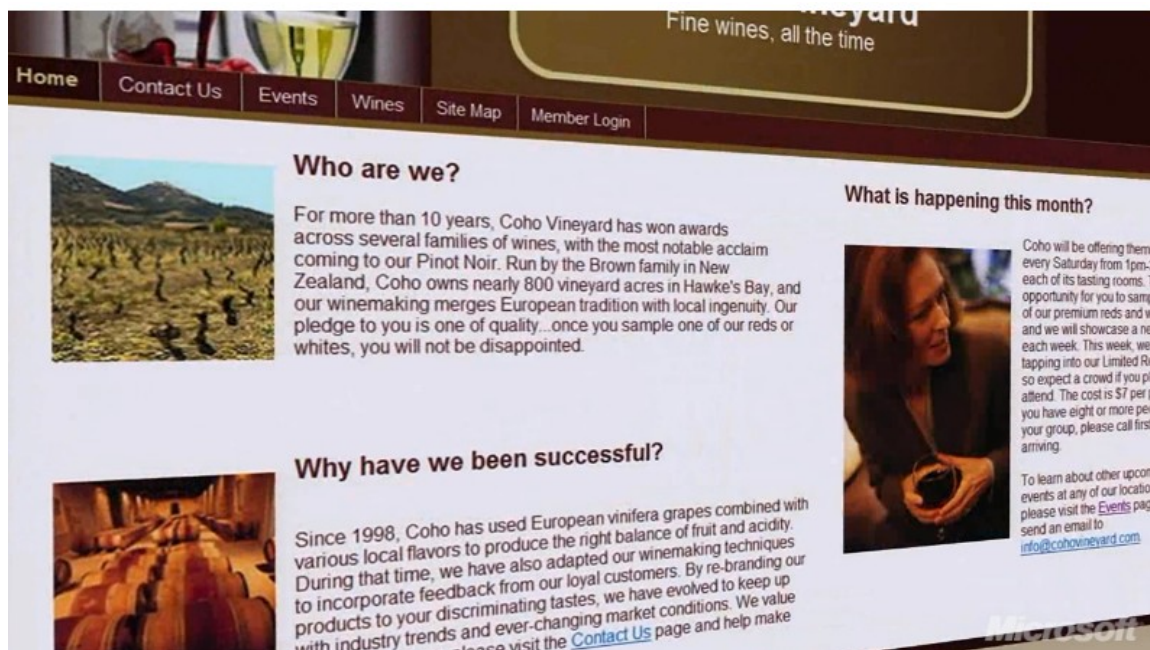 Fine wines, all the time
Home
Contact Us
Events
Wines
Site Map
Member Login
Who are we?
For more than 10 years, Coho Vineyard has won awards
across several families of wines, with the most notable acclaim
coming to our Pinot Noir. Run by the Brown family in New
Zealand, Coho owns nearly 800 vineyard acres in Hawke's Bay, and
our winemaking merges European tradition with local ingenuity. Our
pledge to you is one of quality...once you sample one of our reds or
whites, you will not be disappointed.
Why have we been successful?
Since 1998, Coho has used European vinifera grapes combined with
various local flavors to produce the right balance of fruit and acidity.
During that time, we have also adapted our winemaking techniques
to incorporate feedback from our loyal customers. By re-branding our
products to your discriminating tastes, we have evolved to keep up
with industry trends and ever-changing market conditions. We value
visit the Contact Us page and help make
What is happening this month?
Coho will be offering
every Saturday from
each of its tasting rooms.
opportunity for you to
of our premium reds and
and we will showcase a
each week. This week,
tapping into our Limited
so expect a crowd if you
attend. The cost is $7 per
you have eight or more
your group, please call
arriving.
To learn about other
events at any of our
please visit the Events
send an email to
info@cohovineyard.com
Microsoft